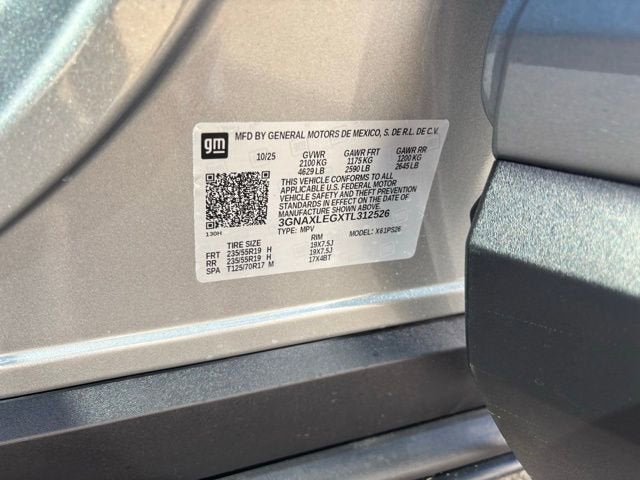 gm MFD BY GENERAL MOTORS DE MEXICO, S. DE R.L. DE C.V.
10/25 GVWR GAWR FRT GAWR RR
2100 KG 1175 KG 1200 KG
4629 LB 2590 LB 2645 LB
THIS VEHICLE CONFORMS TO ALL
APPLICABLE U.S. FEDERAL MOTOR
VEHICLE SAFETY AND THEFT PREVENTION
STANDARDS IN EFFECT ON THE DATE OF
MANUFACTURE SHOWN ABOVE.
3GNAXLEGXTL312526
TYPE: MPV MODEL: X61PS26
130H
TIRE SIZE RIM
FRT 235/55R19 H 19X7.5J
RR 235/55R19 H 19X7.5J
SPA T125/70R17 M 17X4BT